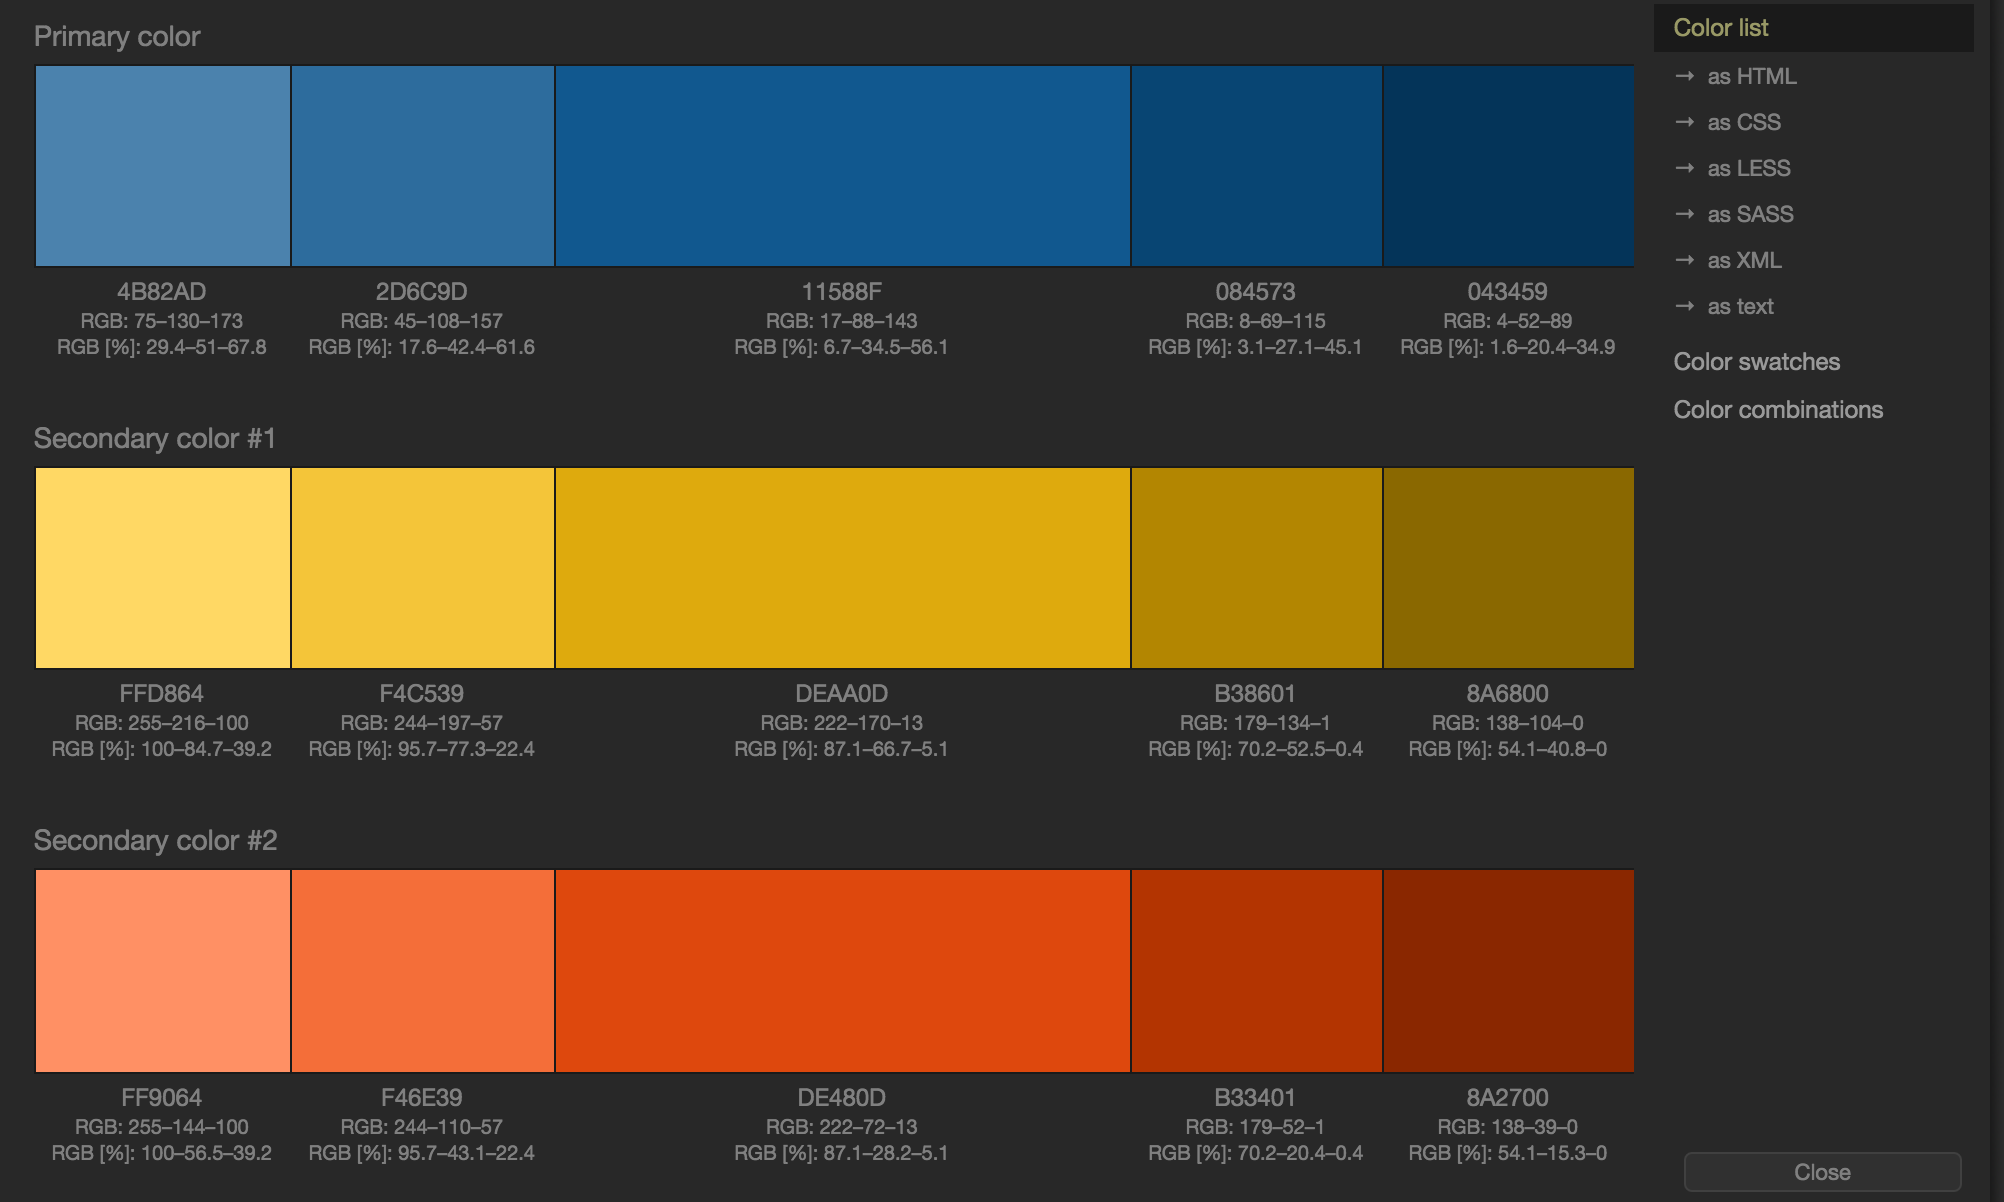 Primary color
4B82AD
RGB: 75–130–173
RGB [%]: 29.4–51–67.8
2D6C9D
RGB: 45–108–157
RGB [%]: 17.6–42.4–61.6
11588F
RGB: 17–88–143
RGB [%]: 6.7–34.5–56.1
084573
RGB: 8–69–115
RGB [%]: 3.1–27.1–45.1
043459
RGB: 4–52–89
RGB [%]: 1.6–20.4–34.9
Secondary color #1
FFD864
RGB: 255–216–100
RGB [%]: 100–84.7–39.2
F4C539
RGB: 244–197–57
RGB [%]: 95.7–77.3–22.4
DEAA0D
RGB: 222–170–13
RGB [%]: 87.1–66.7–5.1
B38601
RGB: 179–134–1
RGB [%]: 70.2–52.5–0.4
8A6800
RGB: 138–104–0
RGB [%]: 54.1–40.8–0
Secondary color #2
FF9064
RGB: 255–144–100
RGB [%]: 100–56.5–39.2
F46E39
RGB: 244–110–57
RGB [%]: 95.7–43.1–22.4
DE480D
RGB: 222–72–13
RGB [%]: 87.1–28.2–5.1
B33401
RGB: 179–52–1
RGB [%]: 70.2–20.4–0.4
8A2700
RGB: 138–39–0
RGB [%]: 54.1–15.3–0
Color list
→ as HTML
→ as CSS
→ as LESS
→ as SASS
→ as XML
→ as text
Color swatches
Color combinations
Close